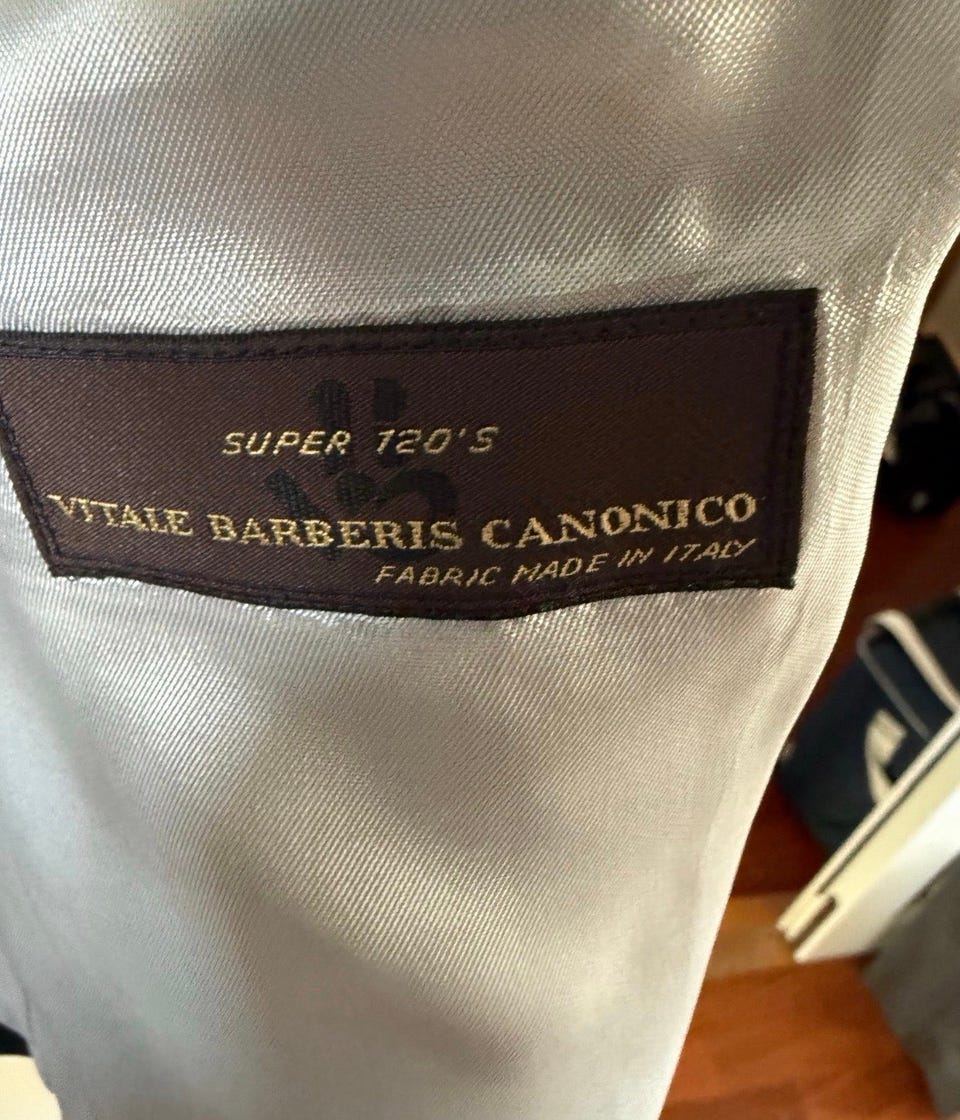 SUPER 120'S
VITALE BARBERIS CANONICO
FABRIC MADE IN ITALY